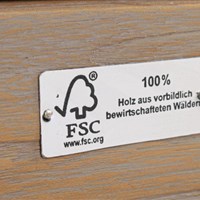 ®
FSC
www.fsc.org
100%
Holz aus vorbildlich
bewirtschafteten Wäldern